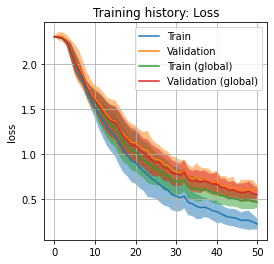 Training history: Loss
Train
Validation
Train (global)
Validation (global)
loss
2.0
1.5
1.0
0.5
0 10 20 30 40 50